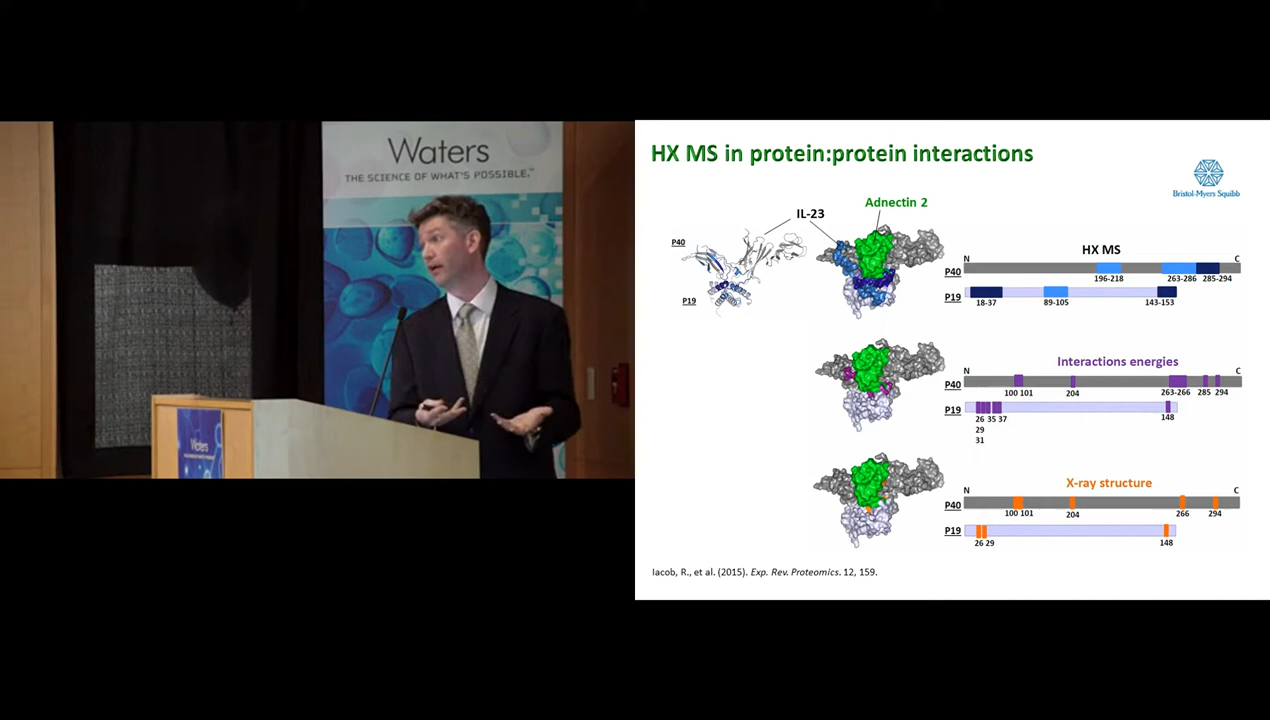 Waters
THE SCIENCE OF WHAT'S POSSIBLE.™
Waters
HX MS in protein:protein interactions
Bristol-Myers Squibb
Adnectin 2
IL-23
P40
P19
HX MS
N C
P40
196-218 263-286 285-294
P19
18-37 89-105 143-153
Interactions energies
N C
P40
100 101 204 263-266 285 294
P19
26 35 37 148
29
31
X-ray structure
N C
P40
100 101 204 266 294
P19
26 29 148
Iacob, R., et al. (2015). Exp. Rev. Proteomics. 12, 159.